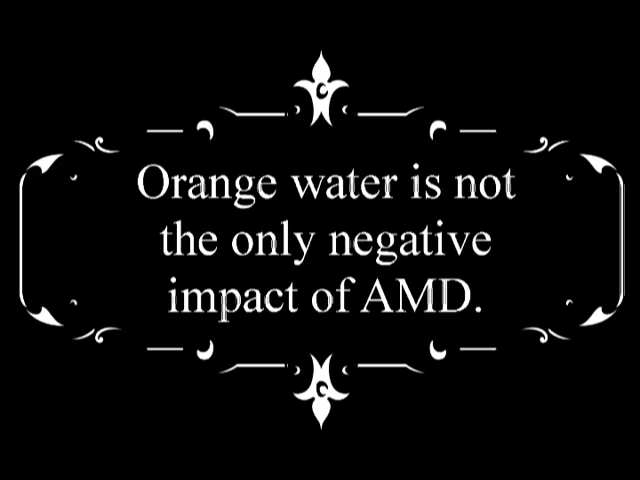 Orange water is not
the only negative
impact of AMD.